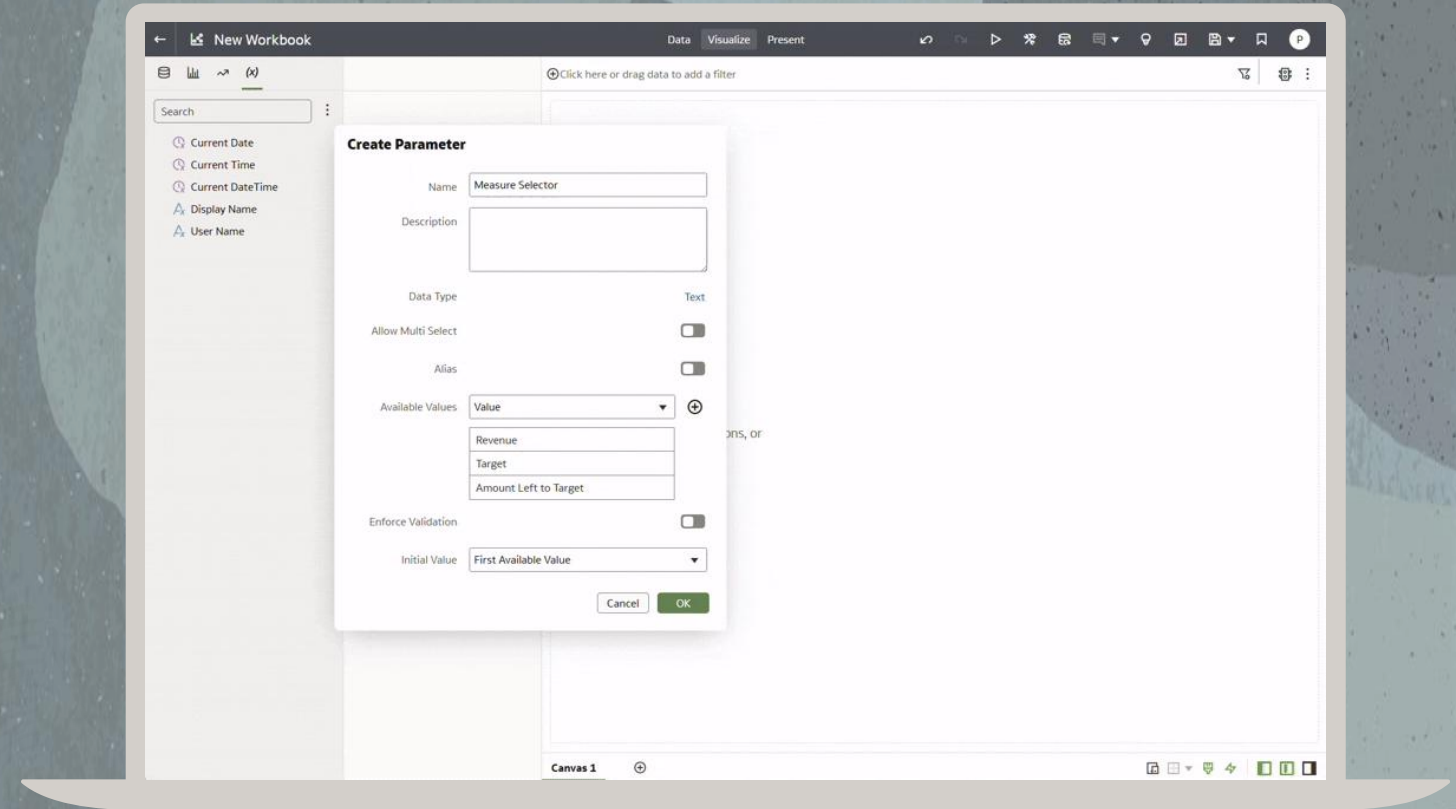 New Workbook
Data Visualize Present
P
(x)
Click here or drag data to add a filter
Search
Current Date
Current Time
Current DateTime
Display Name
User Name
Create Parameter
Name Measure Selector
Description
Data Type Text
Allow Multi Select
Alias
Available Values Value
ons, or
Revenue
Target
Amount Left to Target
Enforce Validation
Initial Value First Available Value
Cancel OK
Canvas 1